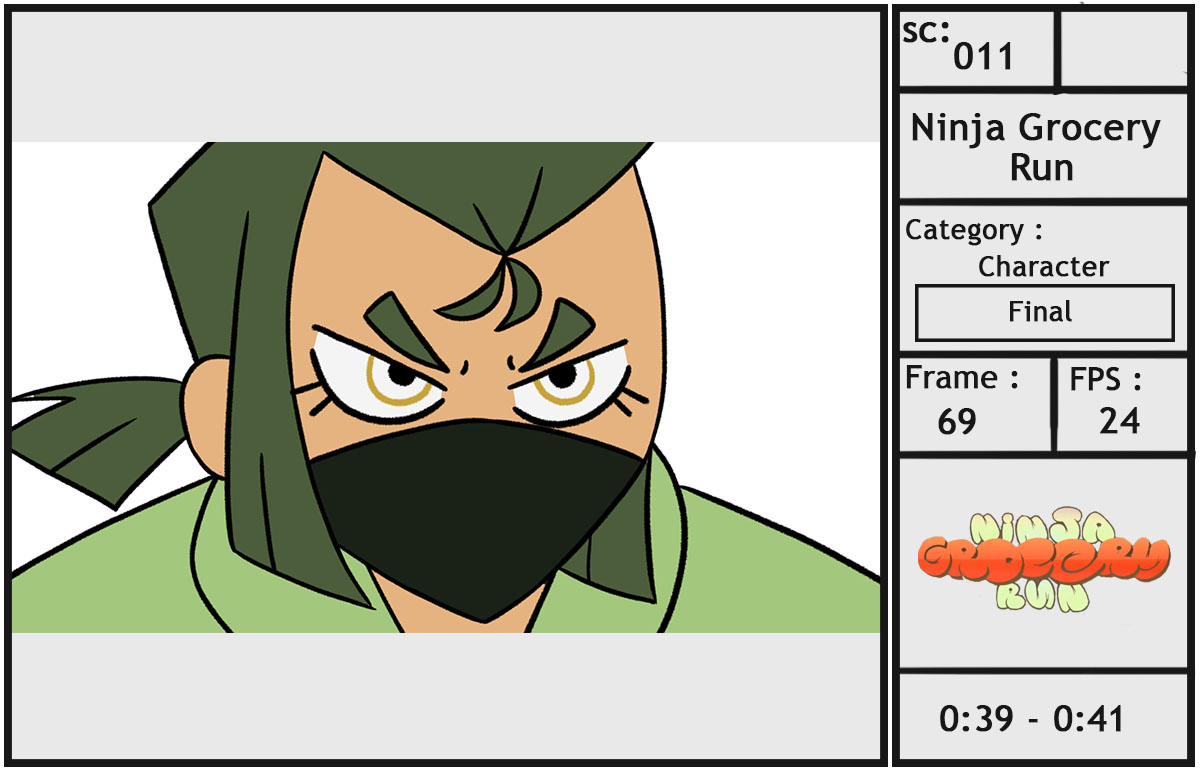 SC:
011
Ninja Grocery
Run
Category :
Character
Final
Frame :
69
FPS :
24
NINJA
GROCERY
RUN
0:39 - 0:41